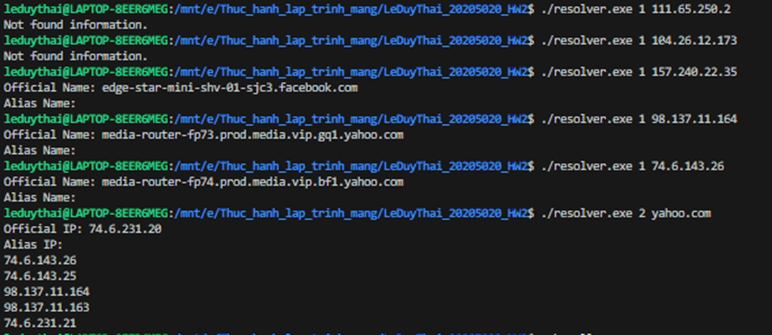 leduythai@LAPTOP-8EER6MEG:/mnt/e/Thuc_hanh_lap_trinh_mang/LeDuyThai_20205020_HW2$ ./resolver.exe 1 111.65.250.2
Not found information.
leduythai@LAPTOP-8EER6MEG:/mnt/e/Thuc_hanh_lap_trinh_mang/LeDuyThai_20205020_HW2$ ./resolver.exe 1 104.26.12.173
Not found information.
leduythai@LAPTOP-8EER6MEG:/mnt/e/Thuc_hanh_lap_trinh_mang/LeDuyThai_20205020_HW2$ ./resolver.exe 1 157.240.22.35
Official Name: edge-star-mini-shv-01-sjc3.facebook.com
Alias Name:
leduythai@LAPTOP-8EER6MEG:/mnt/e/Thuc_hanh_lap_trinh_mang/LeDuyThai_20205020_HW2$ ./resolver.exe 1 98.137.11.164
Official Name: media-router-fp73.prod.media.vip.gq1.yahoo.com
Alias Name:
leduythai@LAPTOP-8EER6MEG:/mnt/e/Thuc_hanh_lap_trinh_mang/LeDuyThai_20205020_HW2$ ./resolver.exe 1 74.6.143.26
Official Name: media-router-fp74.prod.media.vip.bf1.yahoo.com
Alias Name:
leduythai@LAPTOP-8EER6MEG:/mnt/e/Thuc_hanh_lap_trinh_mang/LeDuyThai_20205020_HW2$ ./resolver.exe 2 yahoo.com
Official IP: 74.6.231.20
Alias IP:
74.6.143.26
74.6.143.25
98.137.11.164
98.137.11.163
74.6.231.21